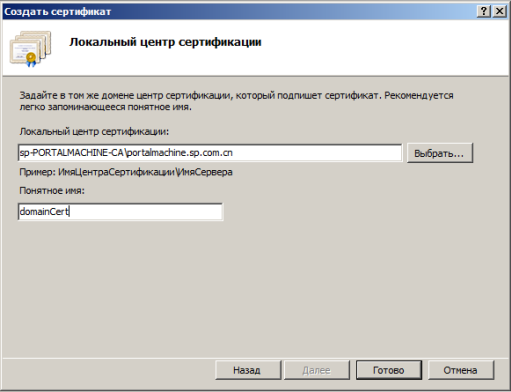 Создать сертификат
Локальный центр сертификации
Задайте в том же домене центр сертификации, который подпишет сертификат. Рекомендуется
легко запоминающееся понятное имя.
Локальный центр сертификации:
sp-PORTALMACHINE-CA\portalmachine.sp.com.cn
Выбрать...
Пример: ИмяЦентраСертификации\ИмяСервера
Понятное имя:
domainCert
Назад
Далее
Готово
Отмена